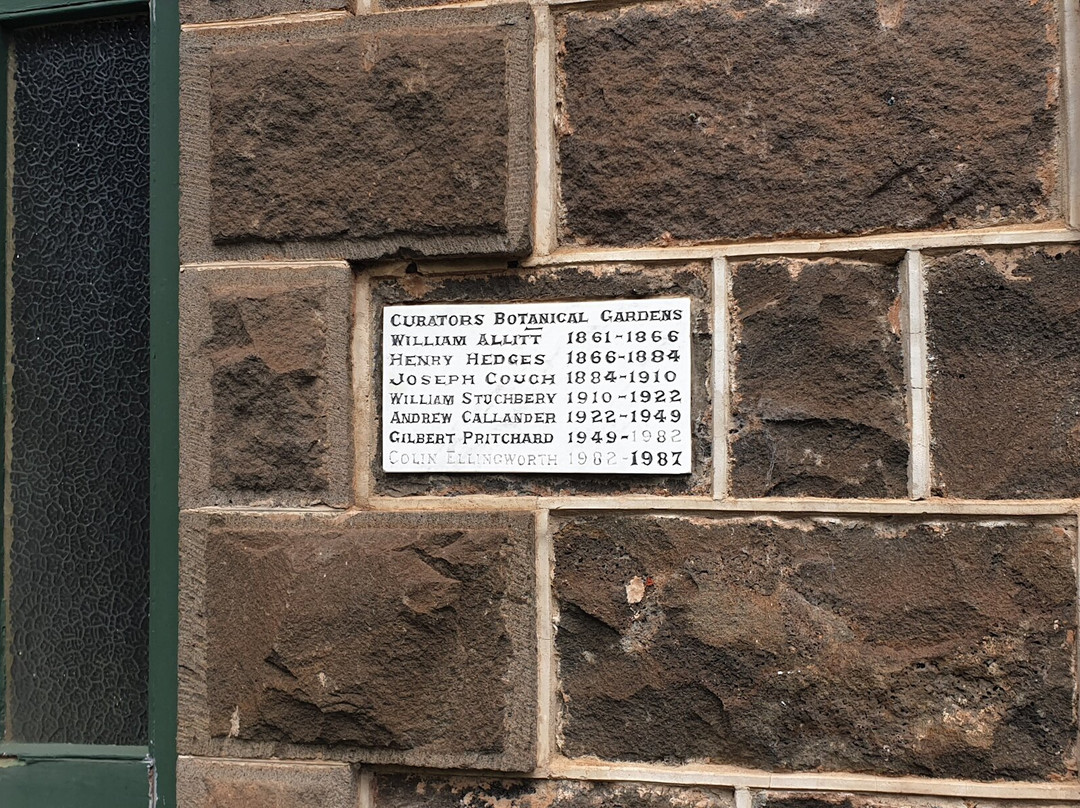 CURATORS BOTANICAL GARDENS
WILLIAM ALLITT 1861-1866
HENRY HEDGES 1866-1884
JOSEPH COUCH 1884-1910
WILLIAM STUCHBERY 1910-1922
ANDREW CALLANDER 1922-1949
GILBERT PRITCHARD 1949-1982
COLIN ELLINGWORTH 1982-1987